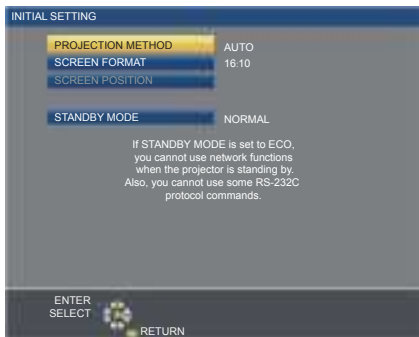 INITIAL SETTING
PROJECTION METHOD AUTO
SCREEN FORMAT 16:10
SCREEN POSITION
STANDBY MODE NORMAL
If STANDBY MODE is set to ECO,
you cannot use network functions
when the projector is standing by.
Also, you cannot use some RS-232C
protocol commands.
ENTER
SELECT
RETURN